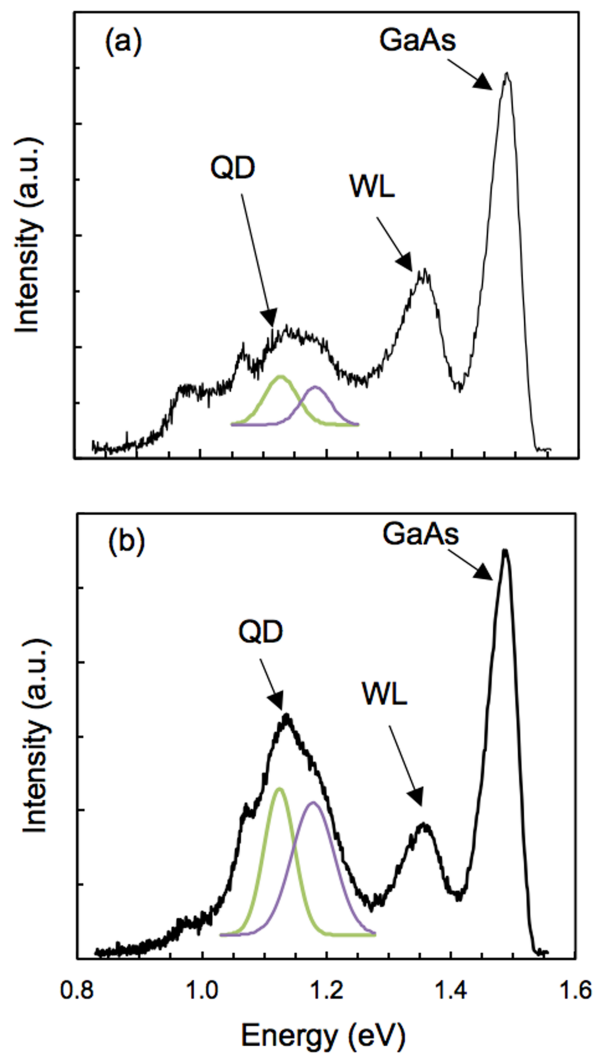 (a)
GaAs
QD
WL
Intensity (a.u.)
(b)
GaAs
QD
WL
Intensity (a.u.)
0.8 1.0 1.2 1.4 1.6
Energy (eV)